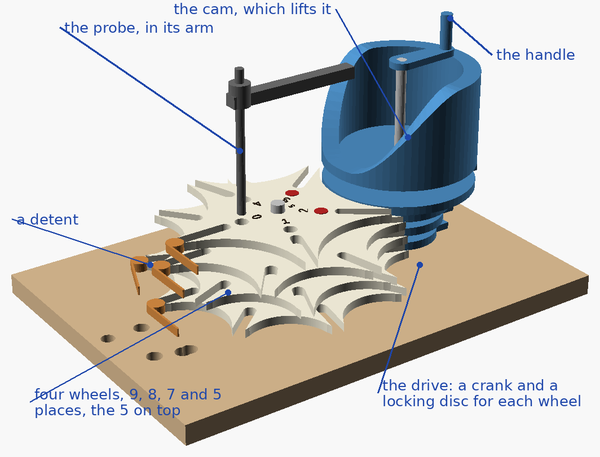 the cam, which lifts it
the probe, in its arm
the handle
a detent
four wheels, 9, 8, 7 and 5
places, the 5 on top
the drive: a crank and a
locking disc for each wheel